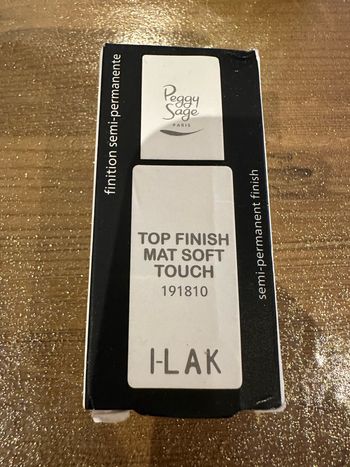 Peggy
Sage
PARIS
finition semi-permanente
semi-permanent finish
TOP FINISH
MAT SOFT
TOUCH
191810
I-LAK